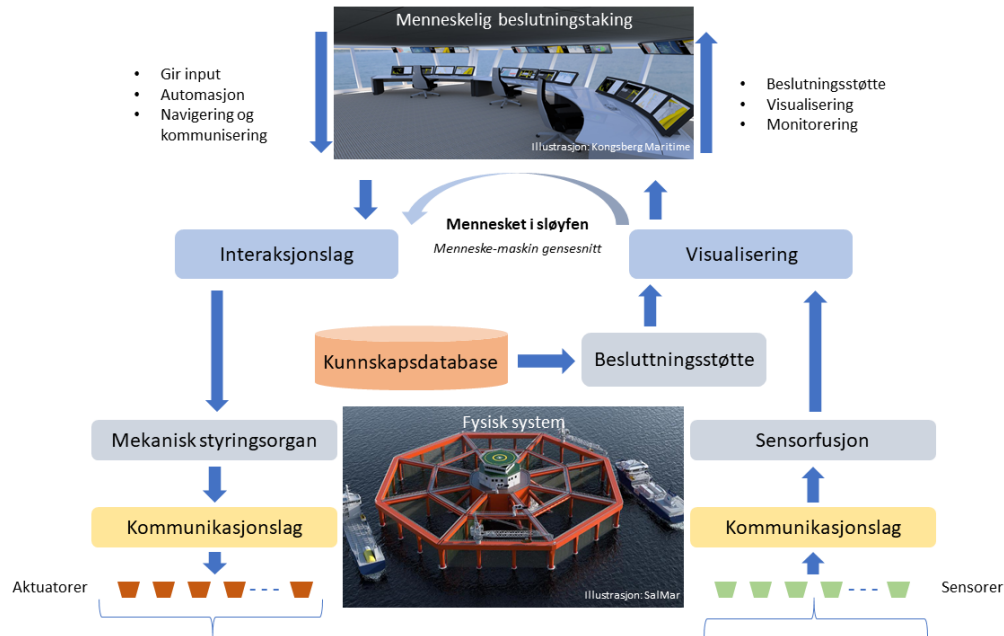 Menneskelig beslutningstaking
• Gir input
• Automasjon
• Navigering og
kommunisering
• Beslutningsstøtte
• Visualisering
• Monitorering
Illustrasjon: Kongsberg Maritime
Mennesket i sløyfen
Menneske-maskin gensesnitt
Interaksjonslag
Visualisering
Kunnskapsdatabase
Besluttningsstøtte
Fysisk system
Mekanisk styringsorgan
Sensorfusjon
Kommunikasjonslag
Kommunikasjonslag
Aktuatorer
Sensorer
Illustrasjon: SalMar